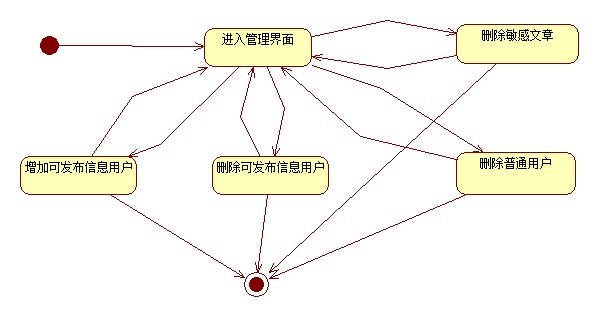 进入管理界面
删除敏感文章
增加可发布信息用户
删除可发布信息用户
删除普通用户